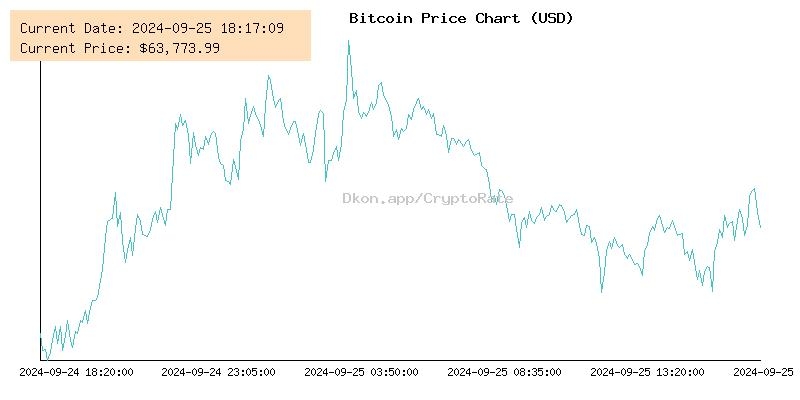 Bitcoin Price Chart (USD)
Current Date: 2024-09-25 18:17:09
Current Price: $63,773.99
Dkon.app/CryptoRate
2024-09-24 18:20:00 2024-09-24 23:05:00 2024-09-25 03:50:00 2024-09-25 08:35:00 2024-09-25 13:20:00 2024-09-25